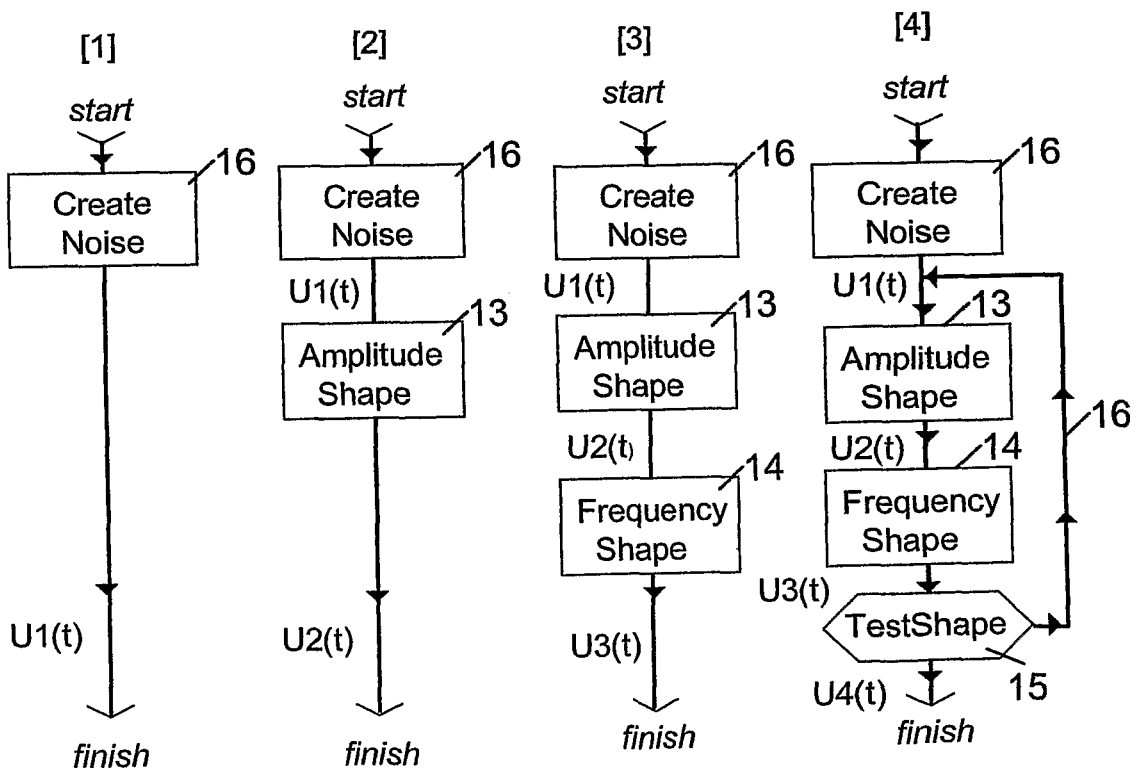 [1]
start
16
Create
Noise
U1(t)
finish
[2]
start
16
Create
Noise
U1(t)
13
Amplitude
Shape
U2(t)
finish
[3]
start
16
Create
Noise
U1(t)
13
Amplitude
Shape
U2(t)
14
Frequency
Shape
U3(t)
finish
[4]
start
16
Create
Noise
U1(t)
13
Amplitude
Shape
16
U2(t)
14
Frequency
Shape
U3(t)
TestShape
15
U4(t)
finish